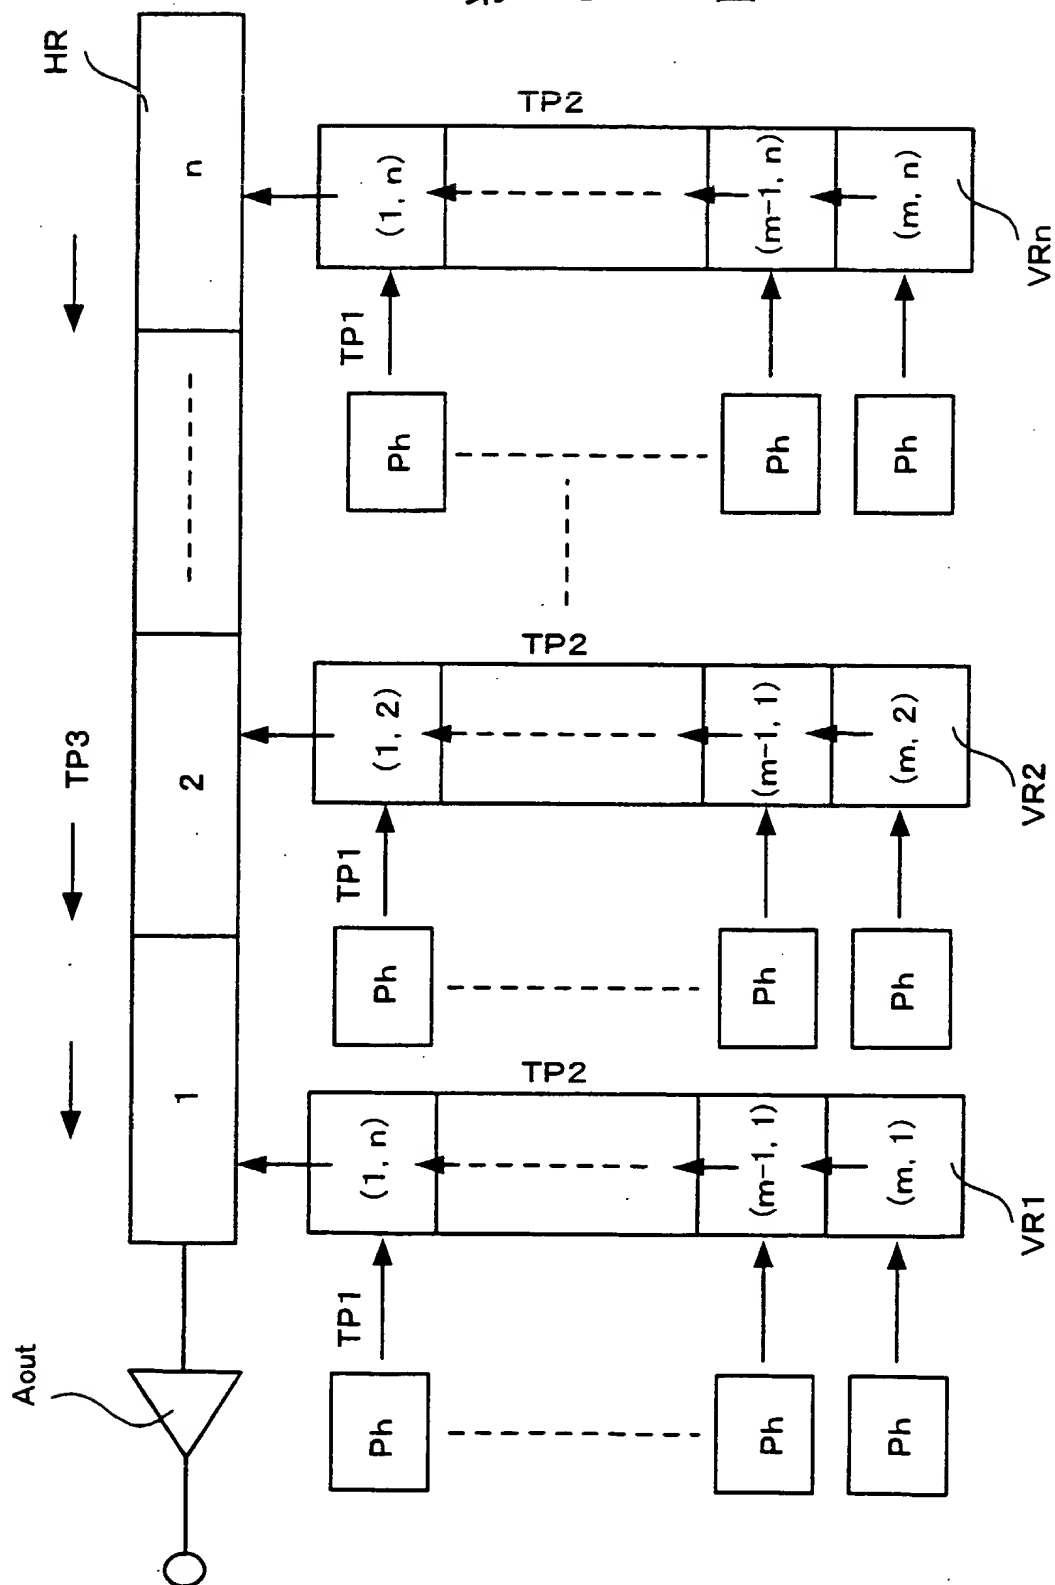 HR
n
TP2
(1, n)
(m-1, n)
(m, n)
VRn
TP1
Ph
Ph
Ph
TP3
2
TP2
(1, 2)
(m-1, 1)
(m, 2)
VR2
TP1
Ph
Ph
Ph
1
TP2
(1, n)
(m-1, 1)
(m, 1)
VR1
TP1
Aout
Ph
Ph
Ph